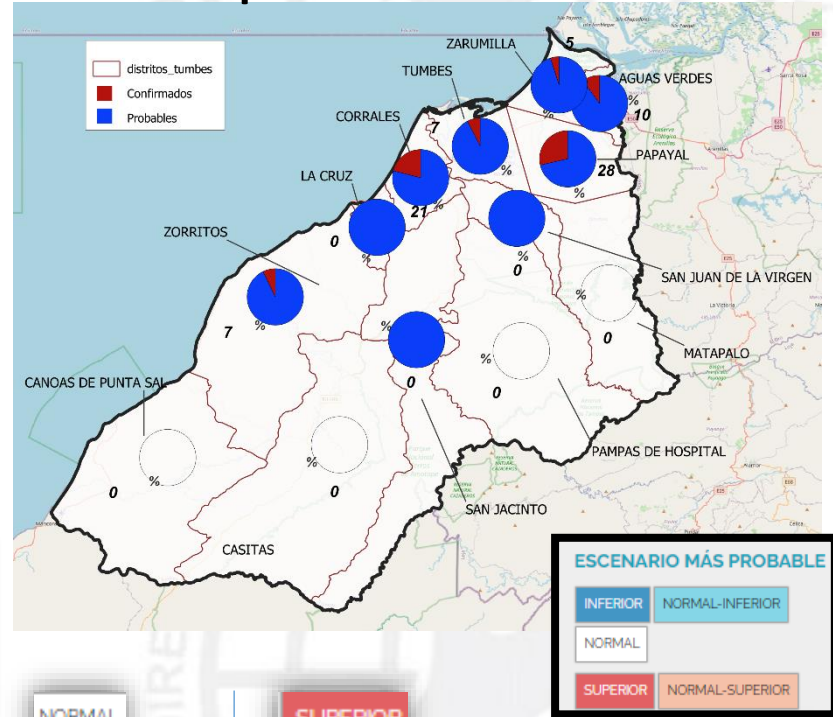 distritos_tumbes
Confirmados
Probables
ZARUMILLA
5
TUMBES
AGUAS VERDES
%
%
10
CORRALES
7
PAPAYAL
28
%
%
LA CRUZ
21
%
0
%
%
0
ZORRITOS
SAN JUAN DE LA VIRGEN
%
7
%
%
%
0
0
0
MATAPALO
CANOAS DE PUNTA SAL
PAMPAS DE HOSPITAL
%
%
0
0
SAN JACINTO
CASITAS
ESCENARIO MÁS PROBABLE
INFERIOR
NORMAL-INFERIOR
NORMAL
SUPERIOR
NORMAL-SUPERIOR
NORMAL
SUPERIOR